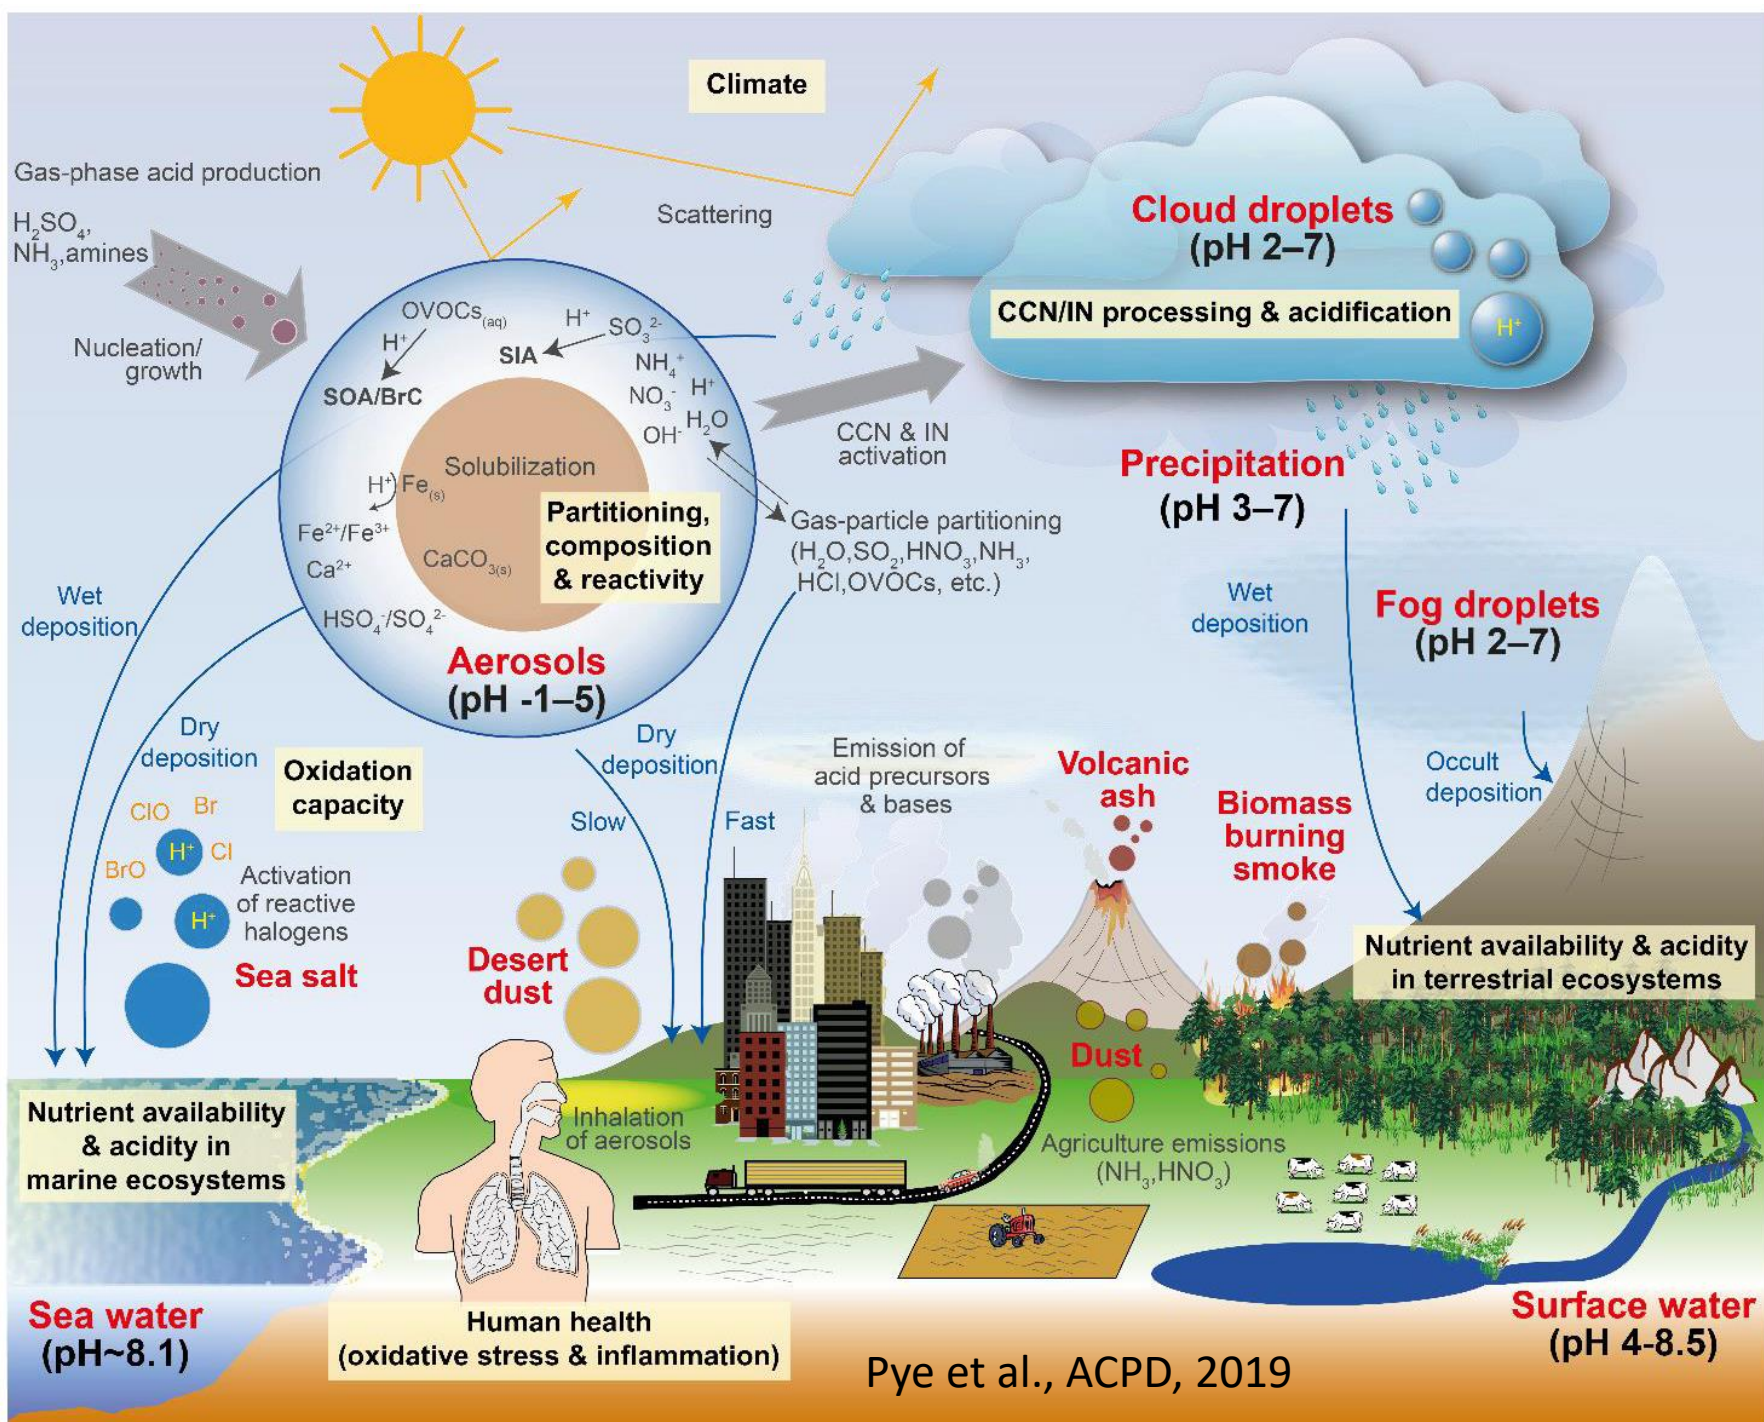 Climate
Gas-phase acid production
H₂SO₄,
NH₃,amines
Nucleation/
growth
Scattering
Cloud droplets
(pH 2–7)
CCN/IN processing & acidification
H⁺
OVOCs(aq)
H⁺
SOA/BrC
H⁺
SO₃²⁻
SIA
NH₄⁺
NO₃⁻
H⁺
OH⁻
H₂O
Solubilization
H⁺
Fe(s)
Fe²⁺/Fe³⁺
Ca²⁺
CaCO₃(s)
HSO₄⁻/SO₄²⁻
Partitioning,
composition
& reactivity
Aerosols
(pH -1–5)
CCN & IN
activation
Gas-particle partitioning
(H₂O,SO₂,HNO₃,NH₃,
HCl,OVOCs, etc.)
Precipitation
(pH 3–7)
Wet
deposition
Fog droplets
(pH 2–7)
Occult
deposition
Wet
deposition
Dry
deposition
Oxidation
capacity
ClO
Br
BrO
Cl
H⁺
H⁺
Activation
of reactive
halogens
Sea salt
Dry
deposition
Slow
Fast
Desert
dust
Emission of
acid precursors
& bases
Volcanic
ash
Biomass
burning
smoke
Nutrient availability & acidity
in terrestrial ecosystems
Dust
Agriculture emissions
(NH₃,HNO₃)
Inhalation
of aerosols
Nutrient availability
& acidity in
marine ecosystems
Sea water
(pH~8.1)
Human health
(oxidative stress & inflammation)
Surface water
(pH 4-8.5)
Pye et al., ACPD, 2019